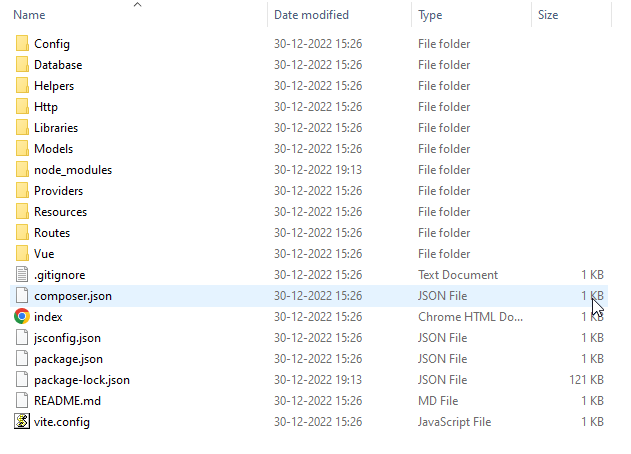 Name Date modified Type Size
Config 30-12-2022 15:26 File folder
Database 30-12-2022 15:26 File folder
Helpers 30-12-2022 15:26 File folder
Http 30-12-2022 15:26 File folder
Libraries 30-12-2022 15:26 File folder
Models 30-12-2022 15:26 File folder
node_modules 30-12-2022 19:13 File folder
Providers 30-12-2022 15:26 File folder
Resources 30-12-2022 15:26 File folder
Routes 30-12-2022 15:26 File folder
Vue 30-12-2022 15:26 File folder
.gitignore 30-12-2022 15:26 Text Document 1 KB
composer.json 30-12-2022 15:26 JSON File 1 KB
index 30-12-2022 15:26 Chrome HTML Do... 1 KB
jsconfig.json 30-12-2022 15:26 JSON File 1 KB
package.json 30-12-2022 15:26 JSON File 1 KB
package-lock.json 30-12-2022 19:13 JSON File 121 KB
README.md 30-12-2022 15:26 MD File 1 KB
vite.config 30-12-2022 15:26 JavaScript File 1 KB